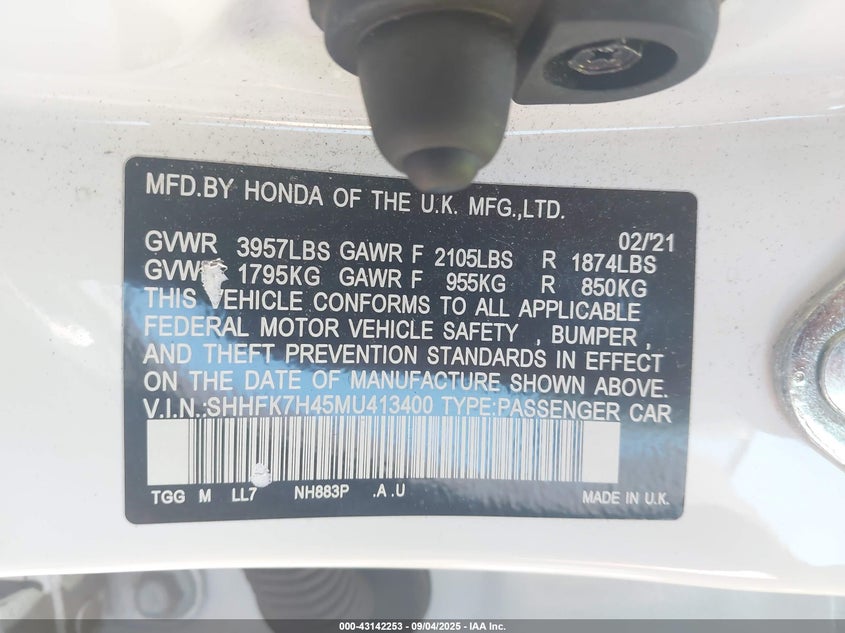 MFD.BY HONDA OF THE U.K. MFG.,LTD.
02/'21
GVWR 3957LBS GAWR F 2105LBS R 1874LBS
GVWR 1795KG GAWR F 955KG R 850KG
THIS VEHICLE CONFORMS TO ALL APPLICABLE
FEDERAL MOTOR VEHICLE SAFETY , BUMPER ,
AND THEFT PREVENTION STANDARDS IN EFFECT
ON THE DATE OF MANUFACTURE SHOWN ABOVE.
V.I.N.:SHHFK7H45MU413400 TYPE:PASSENGER CAR
TGG M LL7 NH883P .A .U MADE IN U.K.
000-43142253 - 09/04/2025 - IAA Inc.